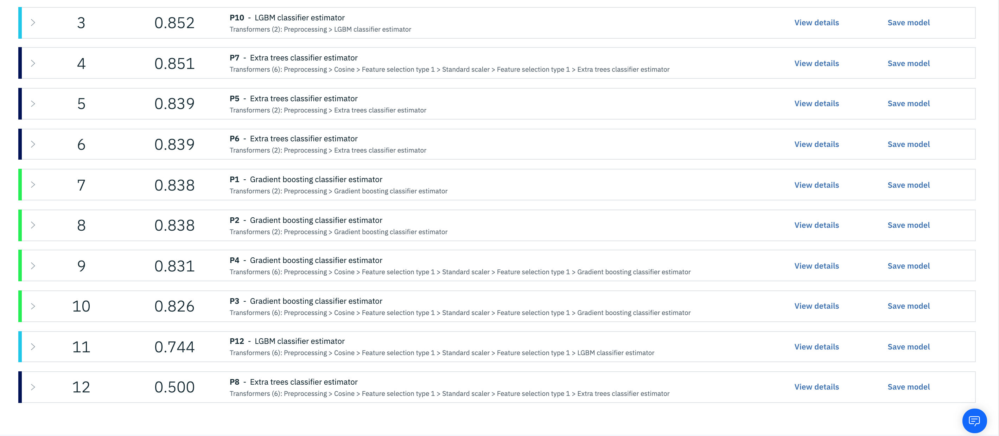 3 0.852 P10 - LGBM classifier estimator View details Save model
Transformers (2): Preprocessing > LGBM classifier estimator
4 0.851 P7 - Extra trees classifier estimator View details Save model
Transformers (6): Preprocessing > Cosine > Feature selection type 1 > Standard scaler > Feature selection type 1 > Extra trees classifier estimator
5 0.839 P5 - Extra trees classifier estimator View details Save model
Transformers (2): Preprocessing > Extra trees classifier estimator
6 0.839 P6 - Extra trees classifier estimator View details Save model
Transformers (2): Preprocessing > Extra trees classifier estimator
7 0.838 P1 - Gradient boosting classifier estimator View details Save model
Transformers (2): Preprocessing > Gradient boosting classifier estimator
8 0.838 P2 - Gradient boosting classifier estimator View details Save model
Transformers (2): Preprocessing > Gradient boosting classifier estimator
9 0.831 P4 - Gradient boosting classifier estimator View details Save model
Transformers (6): Preprocessing > Cosine > Feature selection type 1 > Standard scaler > Feature selection type 1 > Gradient boosting classifier estimator
10 0.826 P3 - Gradient boosting classifier estimator View details Save model
Transformers (6): Preprocessing > Cosine > Feature selection type 1 > Standard scaler > Feature selection type 1 > Gradient boosting classifier estimator
11 0.744 P12 - LGBM classifier estimator View details Save model
Transformers (6): Preprocessing > Cosine > Feature selection type 1 > Standard scaler > Feature selection type 1 > LGBM classifier estimator
12 0.500 P8 - Extra trees classifier estimator View details Save model
Transformers (6): Preprocessing > Cosine > Feature selection type 1 > Standard scaler > Feature selection type 1 > Extra trees classifier estimator